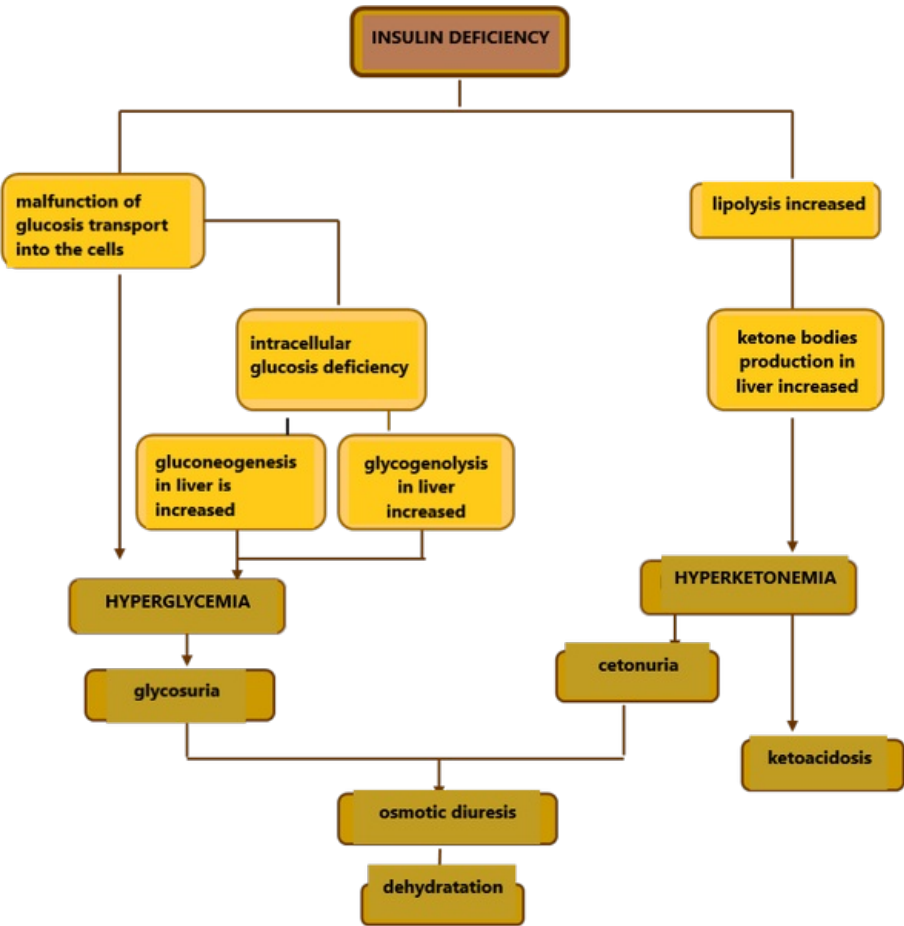 INSULIN DEFICIENCY
malfunction of
glucosis transport
into the cells
lipolysis increased
intracellular
glucosis deficiency
ketone bodies
production in
liver increased
gluconeogenesis
in liver is
increased
glycogenolysis
in liver
increased
HYPERGLYCEMIA
HYPERKETONEMIA
glycosuria
cetonuria
ketoacidosis
osmotic diuresis
dehydratation